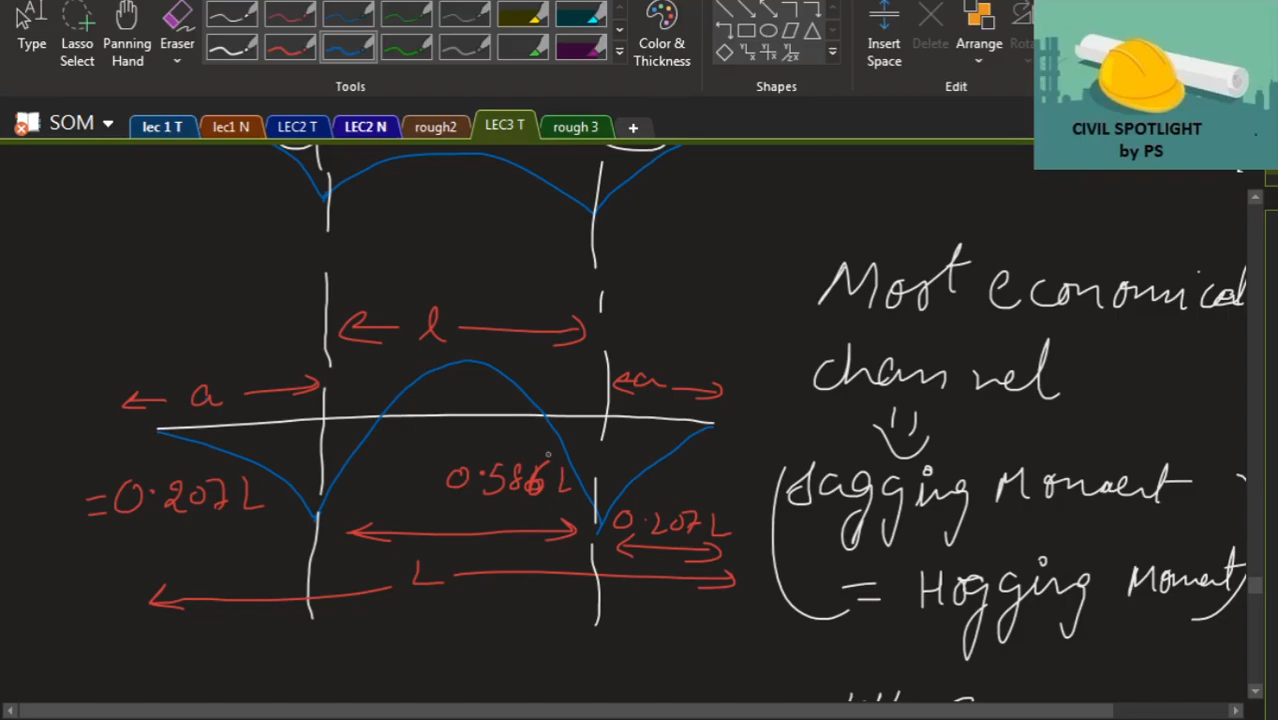 Type
Lasso Select
Panning Hand
Eraser
Color & Thickness
Insert Space
Delete
Arrange
Tools
Shapes
Edit
CIVIL SPOTLIGHT
by PS
SOM
lec 1 T
lec1 N
LEC2 T
LEC2 N
rough2
LEC3 T
rough 3
l
a
a
= 0.207L
0.586L
0.207L
L
Most economical
channel
Sagging Moment
= Hogging Moment